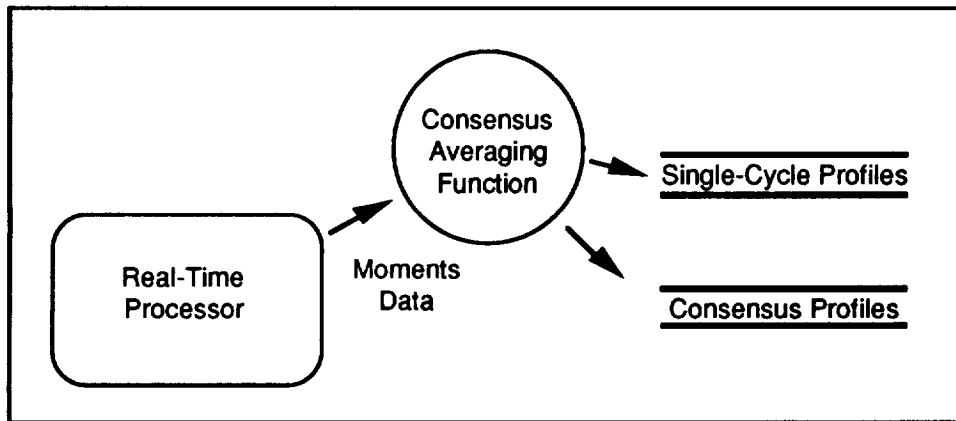 Consensus
Averaging
Function
Single-Cycle Profiles
Real-Time
Processor
Moments
Data
Consensus Profiles